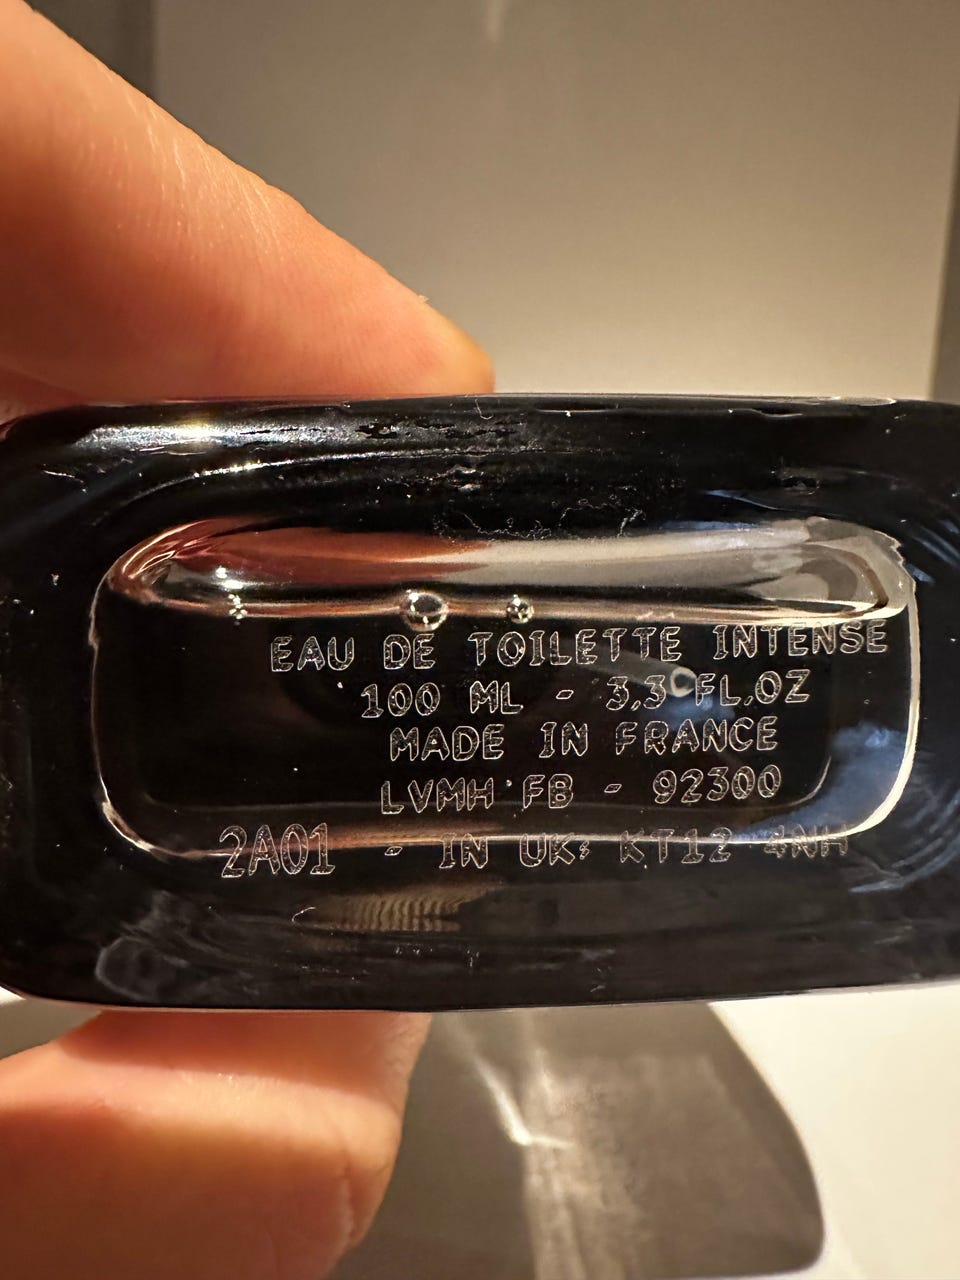 EAU DE TOILETTE INTENSE
100 ML - 3.3 FL.OZ
MADE IN FRANCE
LVMH FB - 92300
2A01 - IN UK: KT12 4NH